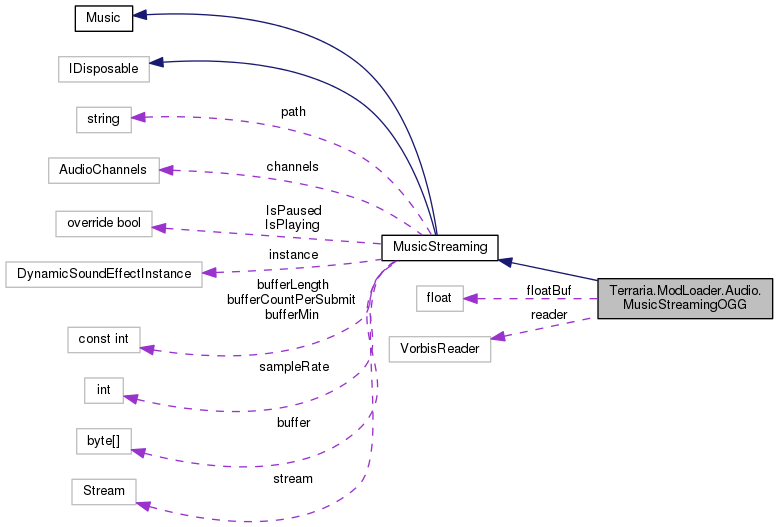 Music
IDisposable
string
path
AudioChannels
channels
override bool
IsPaused
IsPlaying
MusicStreaming
DynamicSoundEffectInstance
instance
bufferLength
bufferCountPerSubmit
bufferMin
float
floatBuf
Terraria.ModLoader.Audio.
MusicStreamingOGG
reader
const int
VorbisReader
sampleRate
int
buffer
byte[]
stream
Stream